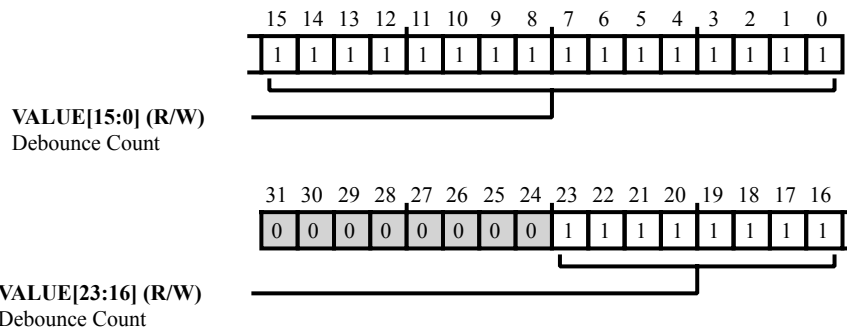 15 14 13 12 11 10 9 8 7 6 5 4 3 2 1 0
1 1 1 1 1 1 1 1 1 1 1 1 1 1 1 1
VALUE[15:0] (R/W)
Debounce Count
31 30 29 28 27 26 25 24 23 22 21 20 19 18 17 16
0 0 0 0 0 0 0 0 1 1 1 1 1 1 1 1
VALUE[23:16] (R/W)
Debounce Count